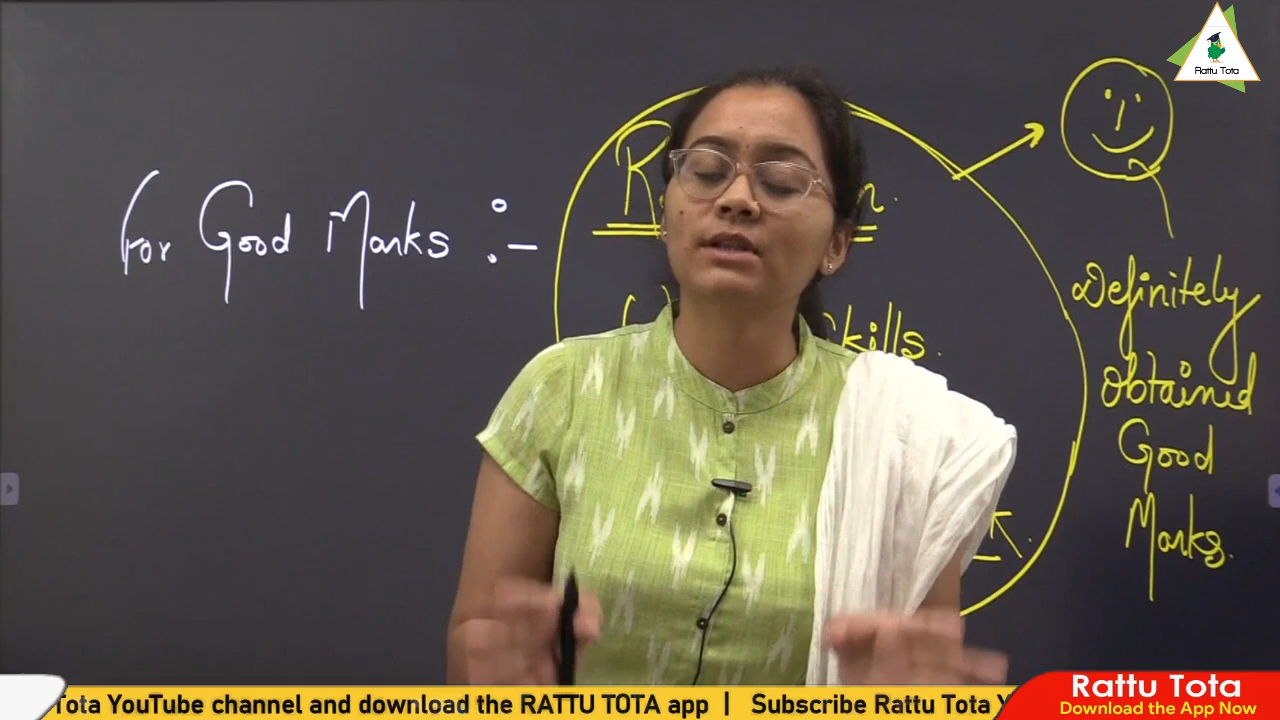 Rattu Tota
For Good Marks :-
Skills.
Definitely
Obtained
Good
Marks.
Tota YouTube channel and download the RATTU TOTA app | Subscribe Rattu Tota
Rattu Tota
Download the App Now